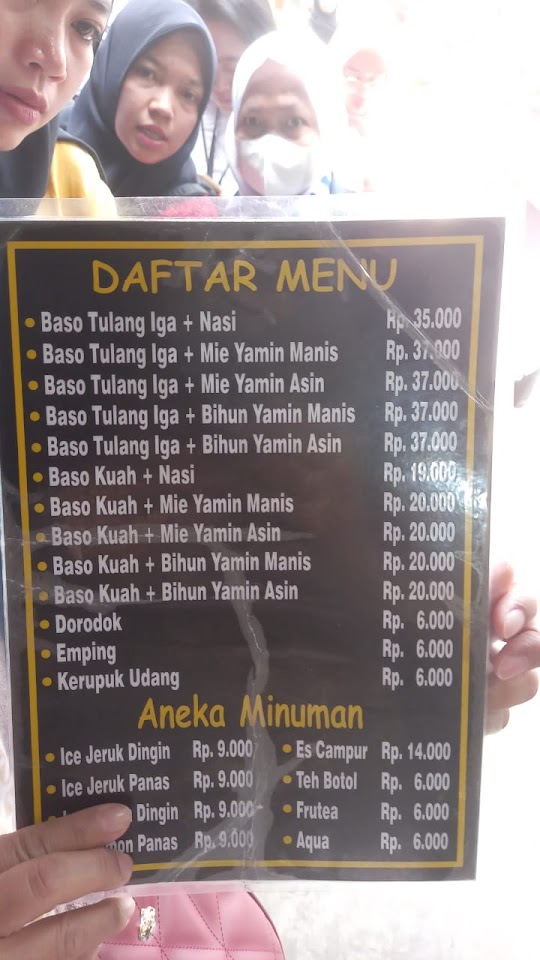 DAFTAR MENU
• Baso Tulang Iga + Nasi Rp. 35.000
• Baso Tulang Iga + Mie Yamin Manis Rp. 37.000
• Baso Tulang Iga + Mie Yamin Asin Rp. 37.000
• Baso Tulang Iga + Bihun Yamin Manis Rp. 37.000
• Baso Tulang Iga + Bihun Yamin Asin Rp. 37.000
• Baso Kuah + Nasi Rp. 19.000
• Baso Kuah + Mie Yamin Manis Rp. 20.000
• Baso Kuah + Mie Yamin Asin Rp. 20.000
• Baso Kuah + Bihun Yamin Manis Rp. 20.000
• Baso Kuah + Bihun Yamin Asin Rp. 20.000
• Dorodok Rp. 6.000
• Emping Rp. 6.000
• Kerupuk Udang Rp. 6.000
Aneka Minuman
• Ice Jeruk Dingin Rp. 9.000 • Es Campur Rp. 14.000
• Ice Jeruk Panas Rp. 9.000 • Teh Botol Rp. 6.000
• Dingin Rp. 9.000 • Frutea Rp. 6.000
Panas Rp. 9.000 • Aqua Rp. 6.000